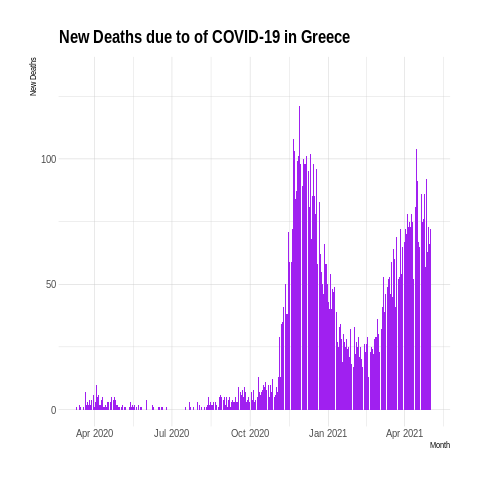 New Deaths due to of COVID-19 in Greece
New Deaths
100
50
0
Apr 2020 Jul 2020 Oct 2020 Jan 2021 Apr 2021
Month